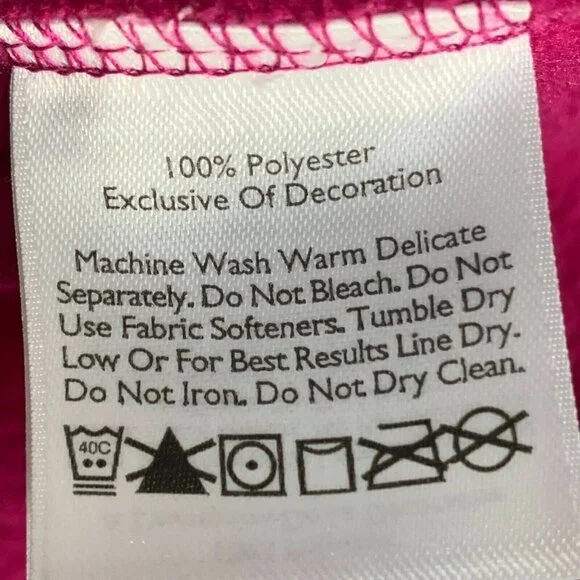 100% Polyester
Exclusive Of Decoration
Machine Wash Warm Delicate
Separately. Do Not Bleach. Do Not
Use Fabric Softeners. Tumble Dry
Low Or For Best Results Line Dry.
Do Not Iron. Do Not Dry Clean.
40C